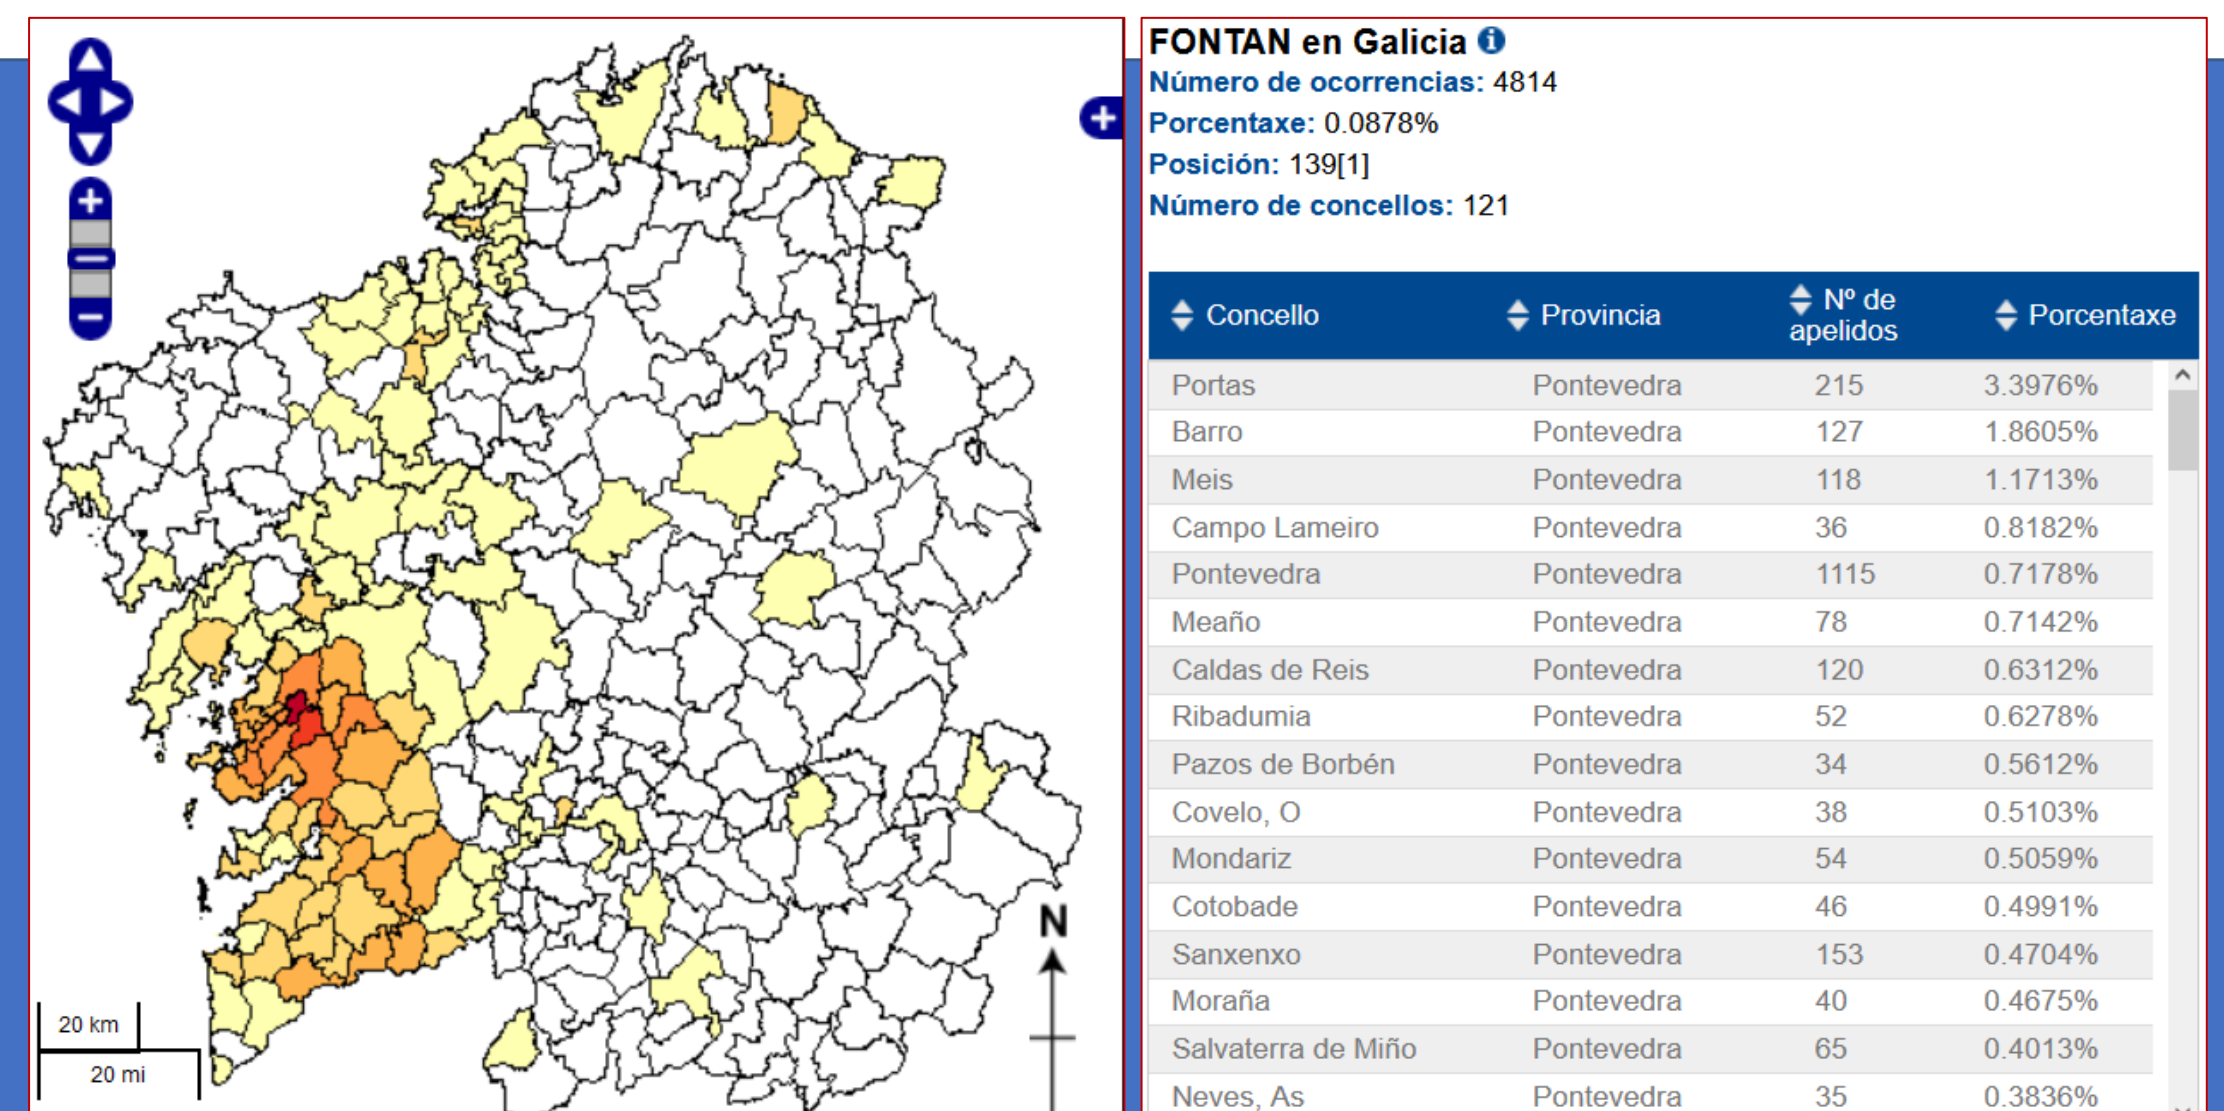 FONTAN en Galicia
Número de ocorrencias: 4814
Porcentaxe: 0.0878%
Posición: 139[1]
Número de concellos: 121
Concello Provincia Nº de apelidos Porcentaxe
Portas Pontevedra 215 3.3976%
Barro Pontevedra 127 1.8605%
Meis Pontevedra 118 1.1713%
Campo Lameiro Pontevedra 36 0.8182%
Pontevedra Pontevedra 1115 0.7178%
Meaño Pontevedra 78 0.7142%
Caldas de Reis Pontevedra 120 0.6312%
Ribadumia Pontevedra 52 0.6278%
Pazos de Borbén Pontevedra 34 0.5612%
Covelo, O Pontevedra 38 0.5103%
Mondariz Pontevedra 54 0.5059%
Cotobade Pontevedra 46 0.4991%
Sanxenxo Pontevedra 153 0.4704%
Moraña Pontevedra 40 0.4675%
Salvaterra de Miño Pontevedra 65 0.4013%
Neves, As Pontevedra 35 0.3836%
N
20 km
20 mi